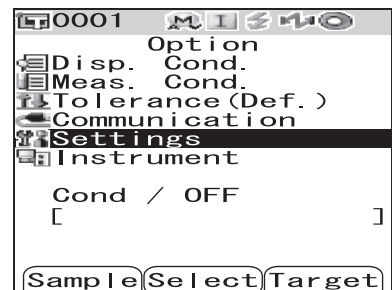 0001 M I
Option
Disp. Cond.
Meas. Cond.
Tolerance(Def.)
Communication
Settings
Instrument
Cond / OFF
[ ]
Sample Select Target